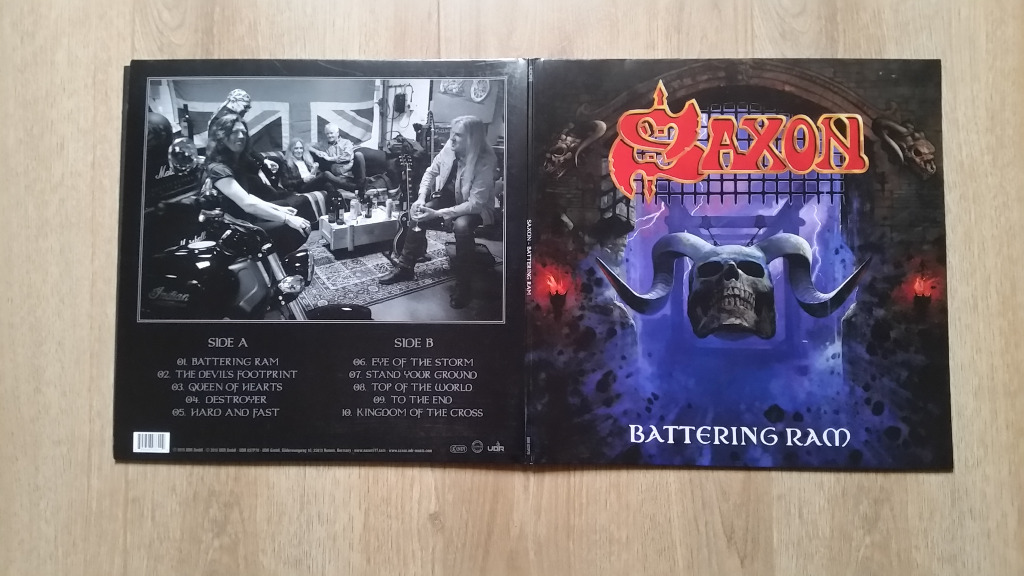 SIDE A
01. BATTERING RAM
02. THE DEVILS FOOTPRINT
03. QUEEN OF HEARTS
04. DESTROYER
05. HARD AND FAST
SIDE B
06. EYE OF THE STORM
07. STAND YOUR GROUND
08. TOP OF THE WORLD
09. TO THE END
10. KINGDOM OF THE CROSS
Indian
UDR
SAXON - BATTERING RAM
SAXON
BATTERING RAM